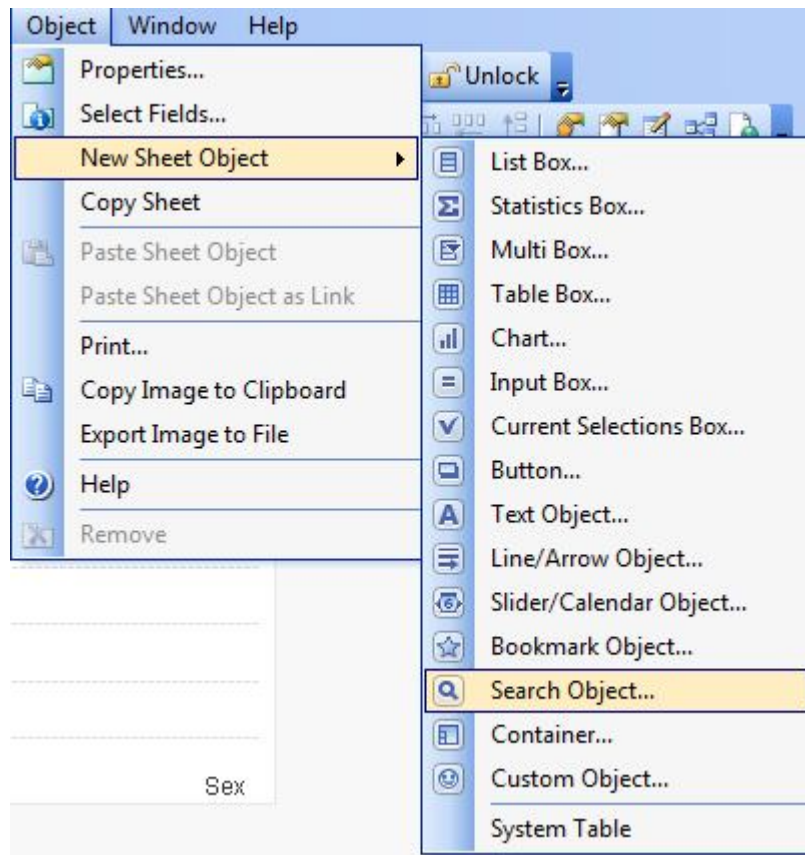 Object Window Help
Properties...
Unlock
Select Fields...
New Sheet Object
List Box...
Copy Sheet
Statistics Box...
Paste Sheet Object
Multi Box...
Paste Sheet Object as Link
Table Box...
Print...
Chart...
Copy Image to Clipboard
Input Box...
Export Image to File
Current Selections Box...
Help
Button...
Remove
Text Object...
Line/Arrow Object...
Slider/Calendar Object...
Bookmark Object...
Search Object...
Container...
Sex
Custom Object...
System Table